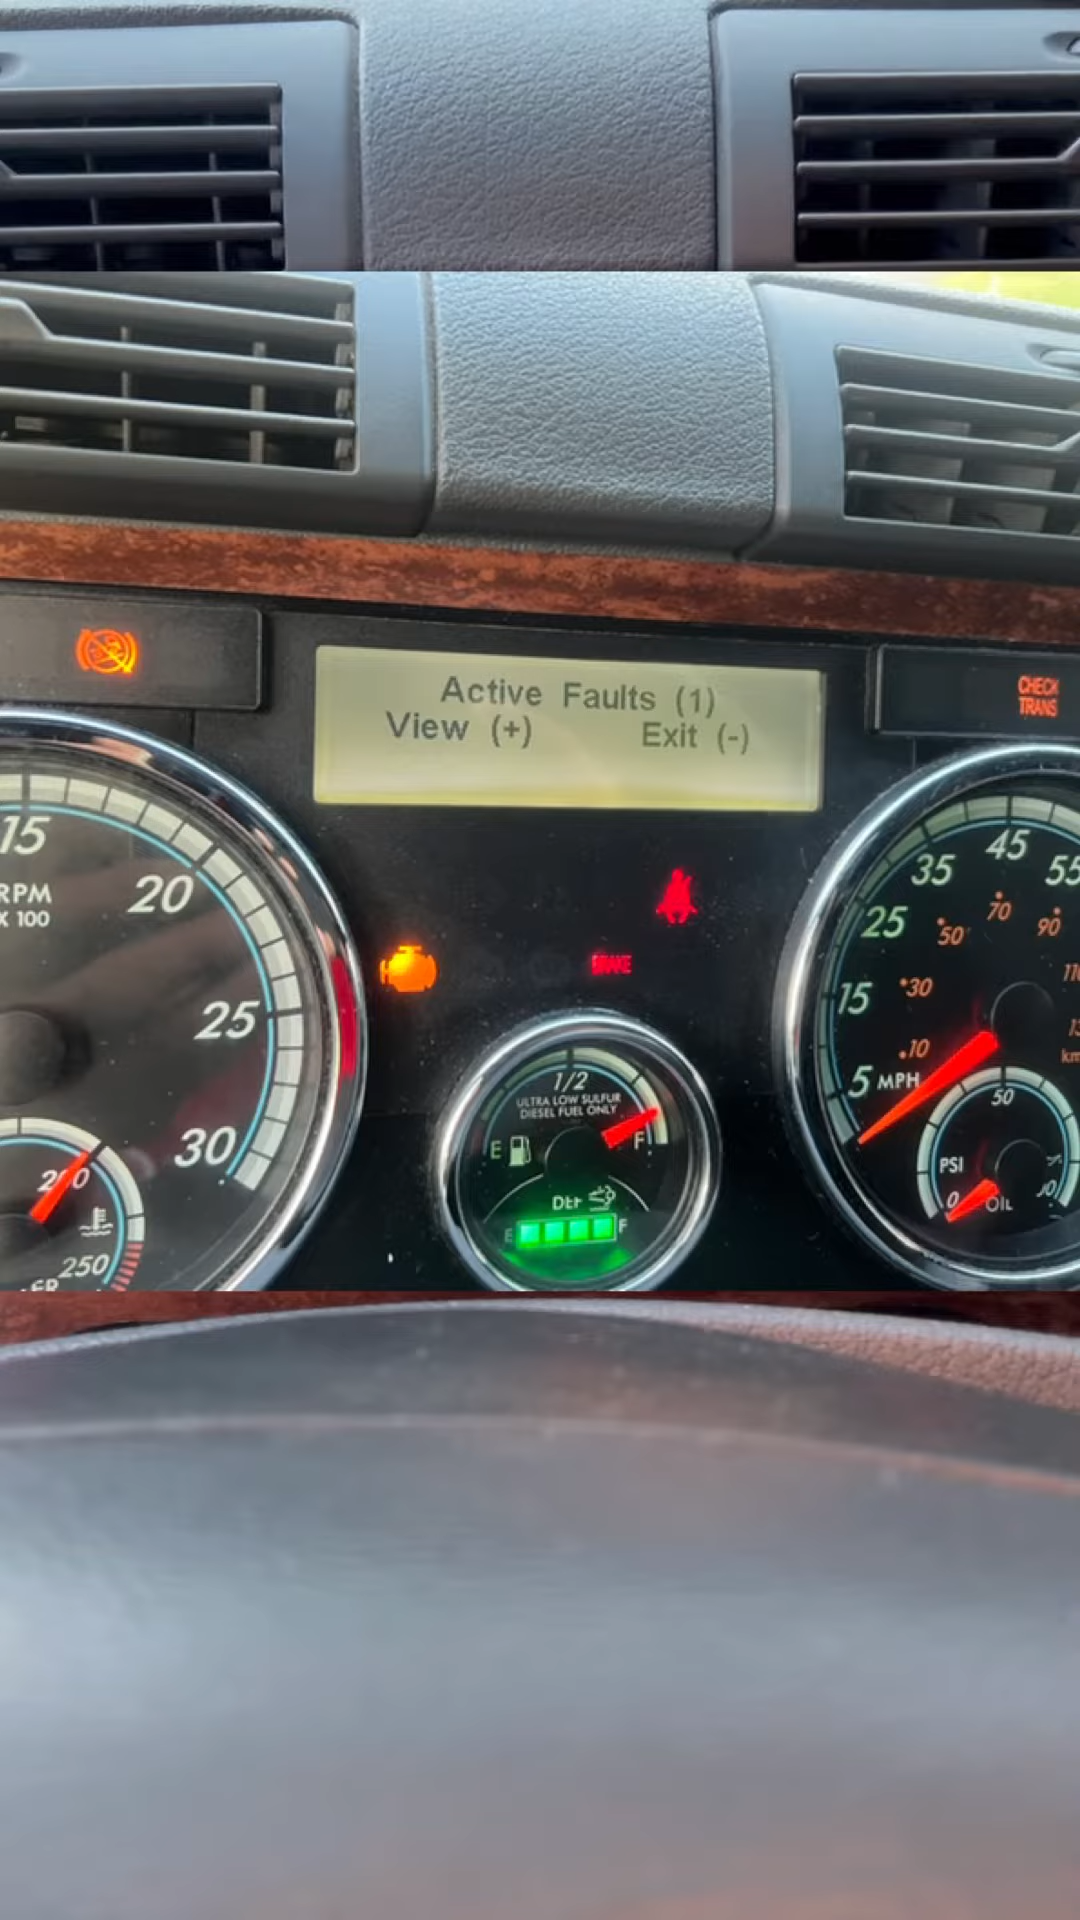 Active Faults (1)
View (+) Exit (-)
CHECK
TRANS
15
RPM
X 100
20
25
30
200
250
BRAKE
1/2
ULTRA LOW SULFUR
DIESEL FUEL ONLY
E
F
DEF
E
F
5
15
25
35
45
55
10
30
50
70
90
MPH
50
PSI
0
OIL